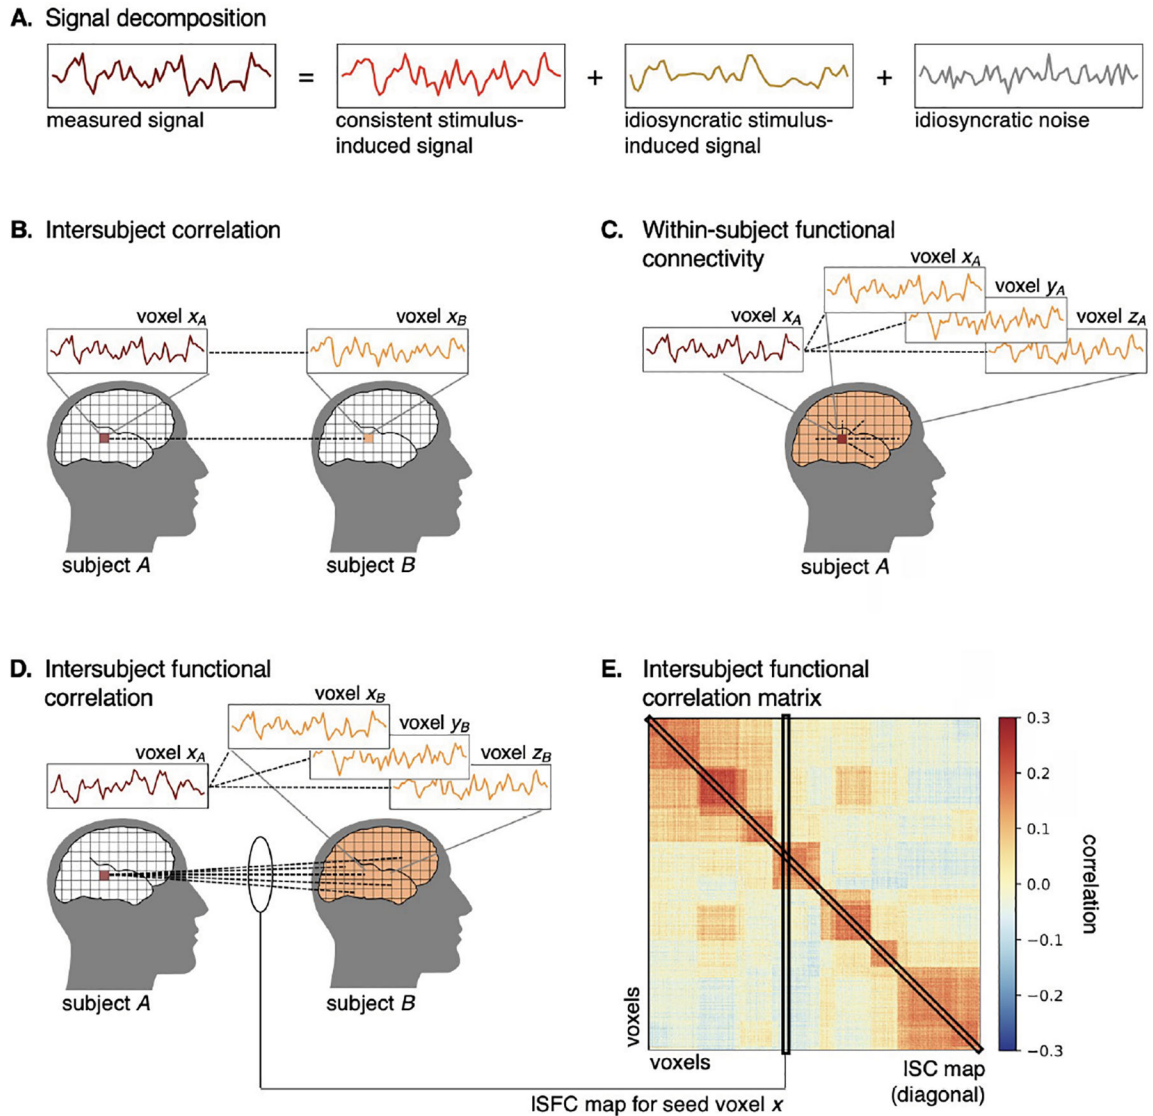 A. Signal decomposition
=
+
+
measured signal
consistent stimulus-
induced signal
idiosyncratic stimulus-
induced signal
idiosyncratic noise
B. Intersubject correlation
voxel xA
voxel xB
subject A
subject B
C. Within-subject functional
connectivity
voxel xA
voxel xA
voxel yA
voxel zA
subject A
D. Intersubject functional
correlation
voxel xA
voxel xB
voxel yB
voxel zB
subject A
subject B
E. Intersubject functional
correlation matrix
0.3
0.2
0.1
0.0
−0.1
−0.2
−0.3
correlation
voxels
voxels
ISC map
(diagonal)
ISFC map for seed voxel x